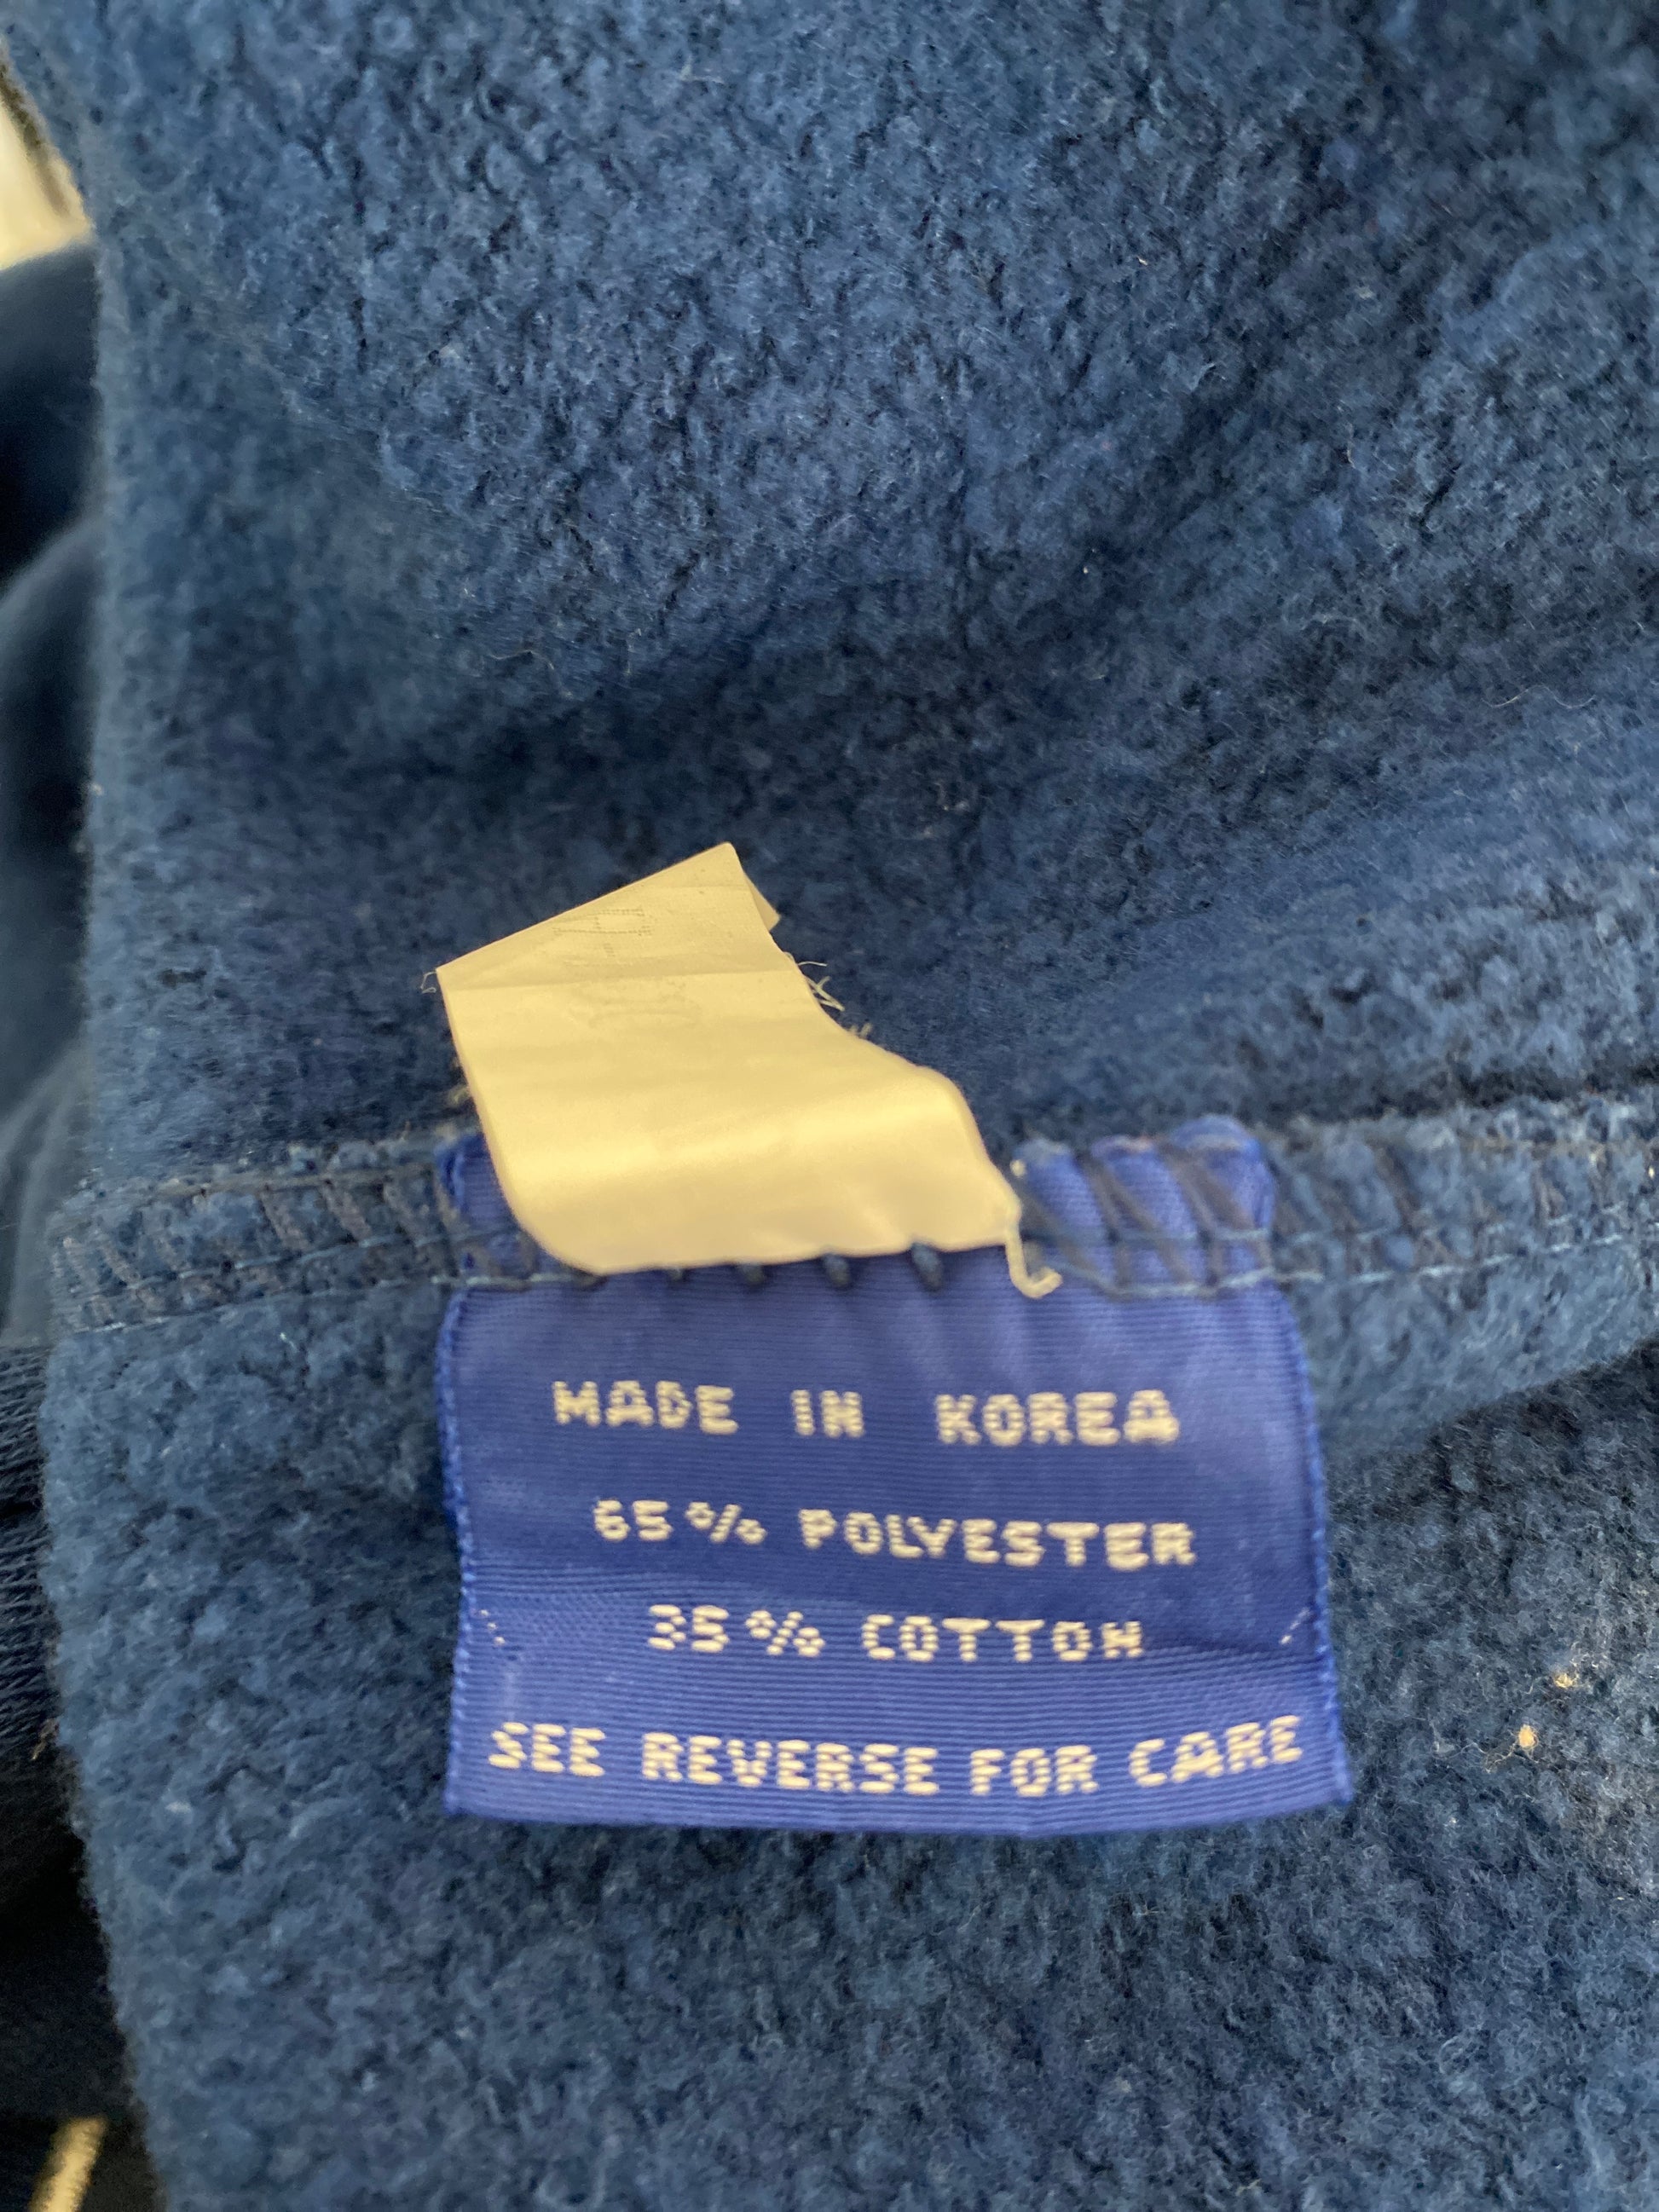 MADE IN KOREA
65% POLYESTER
35% COTTON
SEE REVERSE FOR CARE